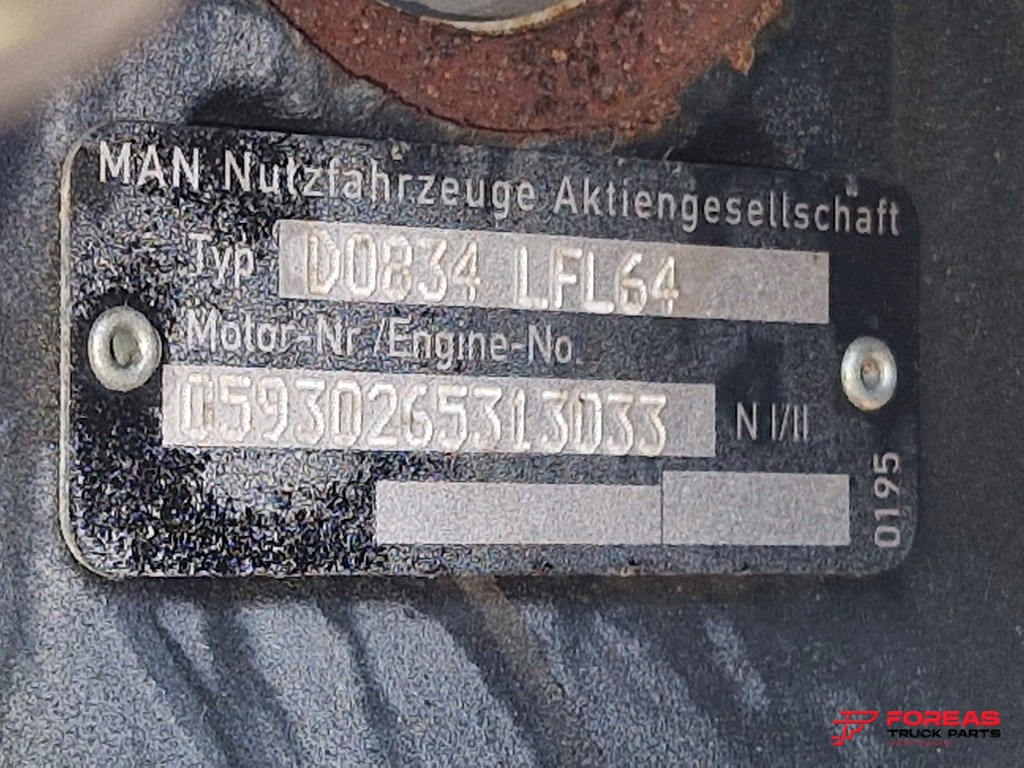 MAN Nutzfahrzeuge Aktiengesellschaft
Typ D0834 LFL64
Motor-Nr /Engine-No.
05930265313033 N I/II
0195
FOREAS
TRUCK PARTS